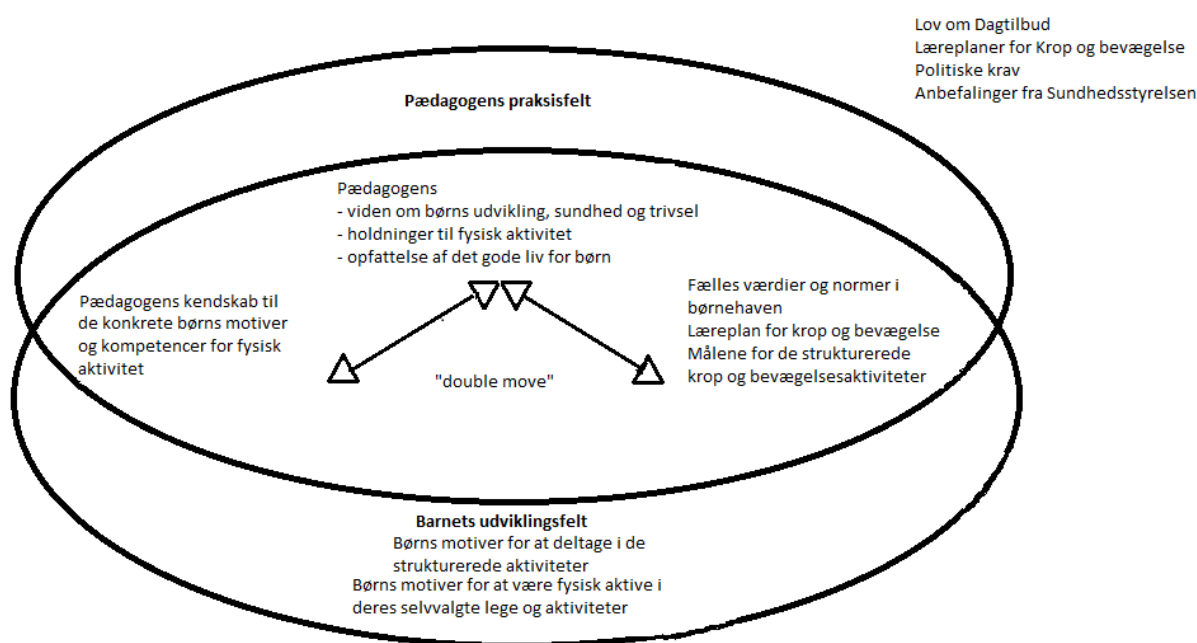 Lov om Dagtilbud
Læreplaner for Krop og bevægelse
Politiske krav
Anbefalinger fra Sundhedsstyrelsen
Pædagogens praksisfelt
Pædagogens
- viden om børns udvikling, sundhed og trivsel
- holdninger til fysisk aktivitet
- opfattelse af det gode liv for børn
Pædagogens kendskab til
de konkrete børns motiver
og kompetencer for fysisk
aktivitet
"double move"
Fælles værdier og normer i
børnehaven
Læreplan for krop og bevægelse
Målene for de strukturerede
krop og bevægelsesaktiviteter
Barnets udviklingsfelt
Børns motiver for at deltage i de
strukturerede aktiviteter
Børns motiver for at være fysisk aktive i
deres selvvalgte lege og aktiviteter